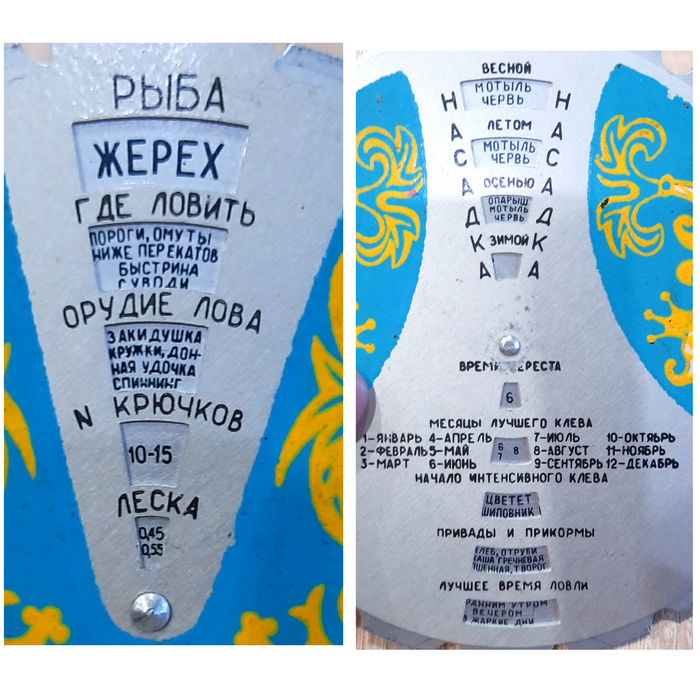 РЫБА
ЖЕРЕХ
ГДЕ ЛОВИТЬ
ПОРОГИ, ОМУТЫ
НИЖЕ ПЕРЕКАТОВ
БЫСТРИНА
СУВОДИ
ОРУДИЕ ЛОВА
ЗАКИДУШКА
КРУЖКИ, ДОН-
НАЯ УДОЧКА
СПИННИНГ
N КРЮЧКОВ
10-15
ЛЕСКА
0,45
0,55
ВЕСНОЙ
МОТЫЛЬ
ЧЕРВЬ
ЛЕТОМ
МОТЫЛЬ
ЧЕРВЬ
ОСЕНЬЮ
ОПАРЫШ
МОТЫЛЬ
ЧЕРВЬ
ЗИМОЙ
НАСАДКА
НАСАДКА
ВРЕМЯ НЕРЕСТА
6
МЕСЯЦЫ ЛУЧШЕГО КЛЕВА
1-ЯНВАРЬ 4-АПРЕЛЬ 6 7-ИЮЛЬ 10-ОКТЯБРЬ
2-ФЕВРАЛЬ 5-МАЙ 7 8 8-АВГУСТ 11-НОЯБРЬ
3-МАРТ 6-ИЮНЬ 9-СЕНТЯБРЬ 12-ДЕКАБРЬ
НАЧАЛО ИНТЕНСИВНОГО КЛЕВА
ЦВЕТЕТ
ШИПОВНИК
ПРИВАДЫ И ПРИКОРМЫ
ХЛЕБ, ОТРУБИ
КАША ГРЕЧНЕВАЯ
ПШЕННАЯ, ТВОРОГ
ЛУЧШЕЕ ВРЕМЯ ЛОВЛИ
РАННИМ УТРОМ
ВЕЧЕРОМ
В ЖАРКИЕ ДНИ